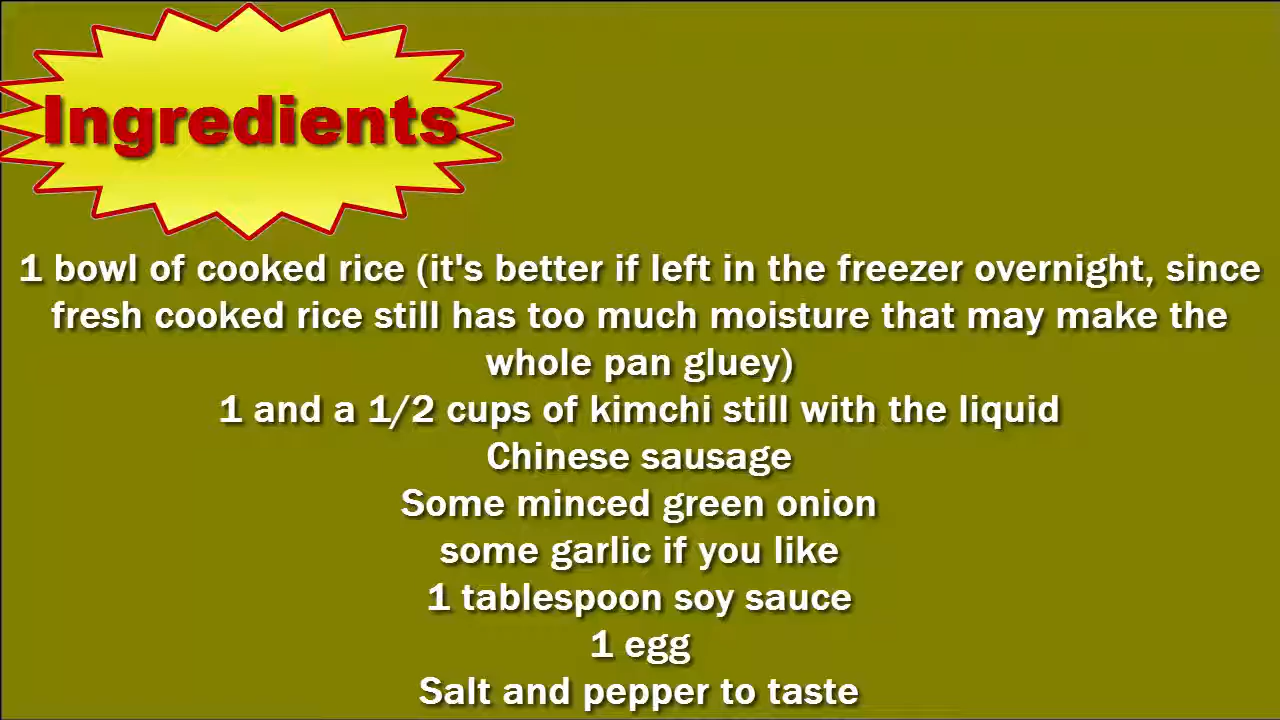 Ingredients
1 bowl of cooked rice (it's better if left in the freezer overnight, since
fresh cooked rice still has too much moisture that may make the
whole pan gluey)
1 and a 1/2 cups of kimchi still with the liquid
Chinese sausage
Some minced green onion
some garlic if you like
1 tablespoon soy sauce
1 egg
Salt and pepper to taste